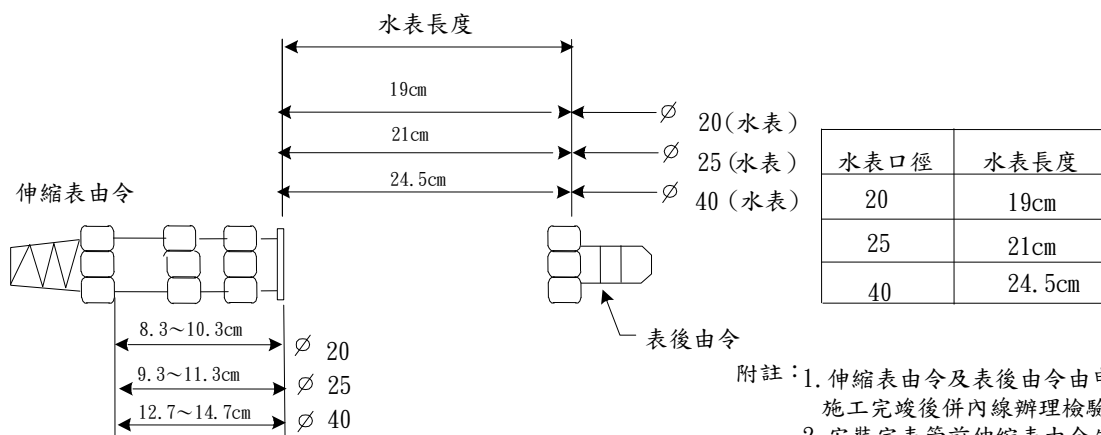 水表長度
19cm
21cm
24.5cm
∅ 20(水表)
∅ 25(水表)
∅ 40(水表)
伸縮表由令
水表口徑 水表長度
20 19cm
25 21cm
40 24.5cm
8.3~10.3cm ∅ 20
9.3~11.3cm ∅ 25
12.7~14.7cm ∅ 40
表後由令
附註:1.伸縮表由令及表後由令由
施工完竣後併內線辦理檢驗